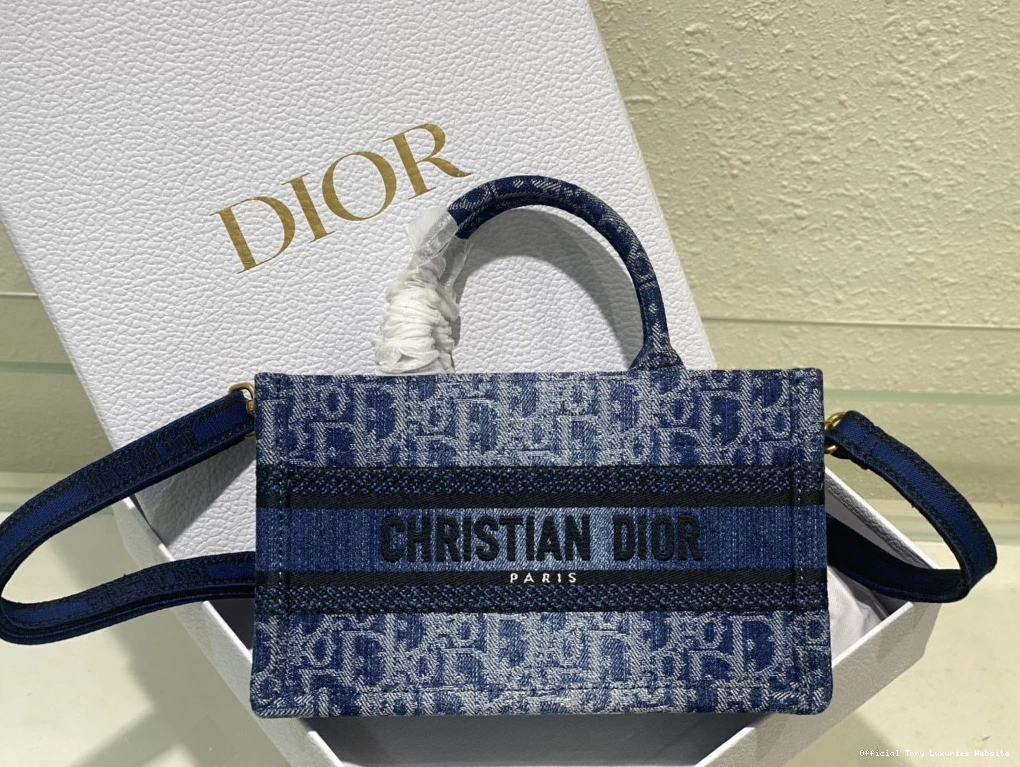 DIOR
CHRISTIAN DIOR
PARIS
Official Tony Luxuries Website